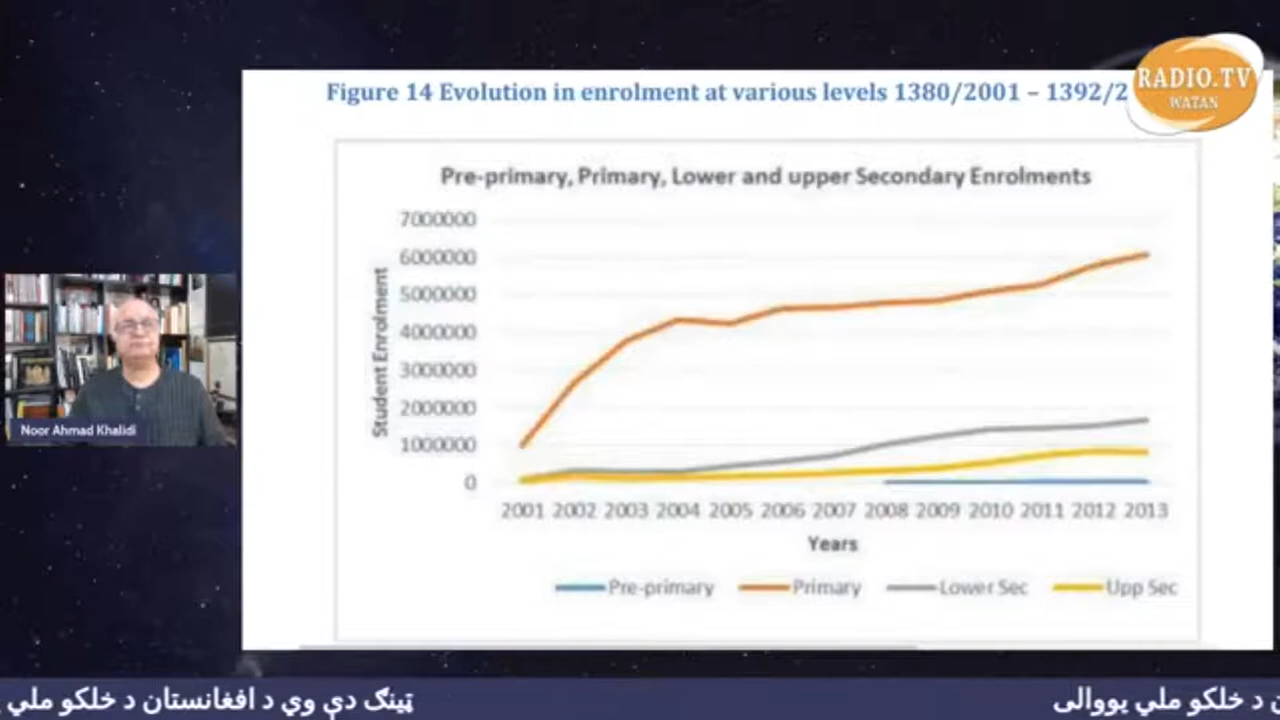 Figure 14 Evolution in enrolment at various levels 1380/2001 – 1392/2
RADIO.TV
WATAN
Pre-primary, Primary, Lower and upper Secondary Enrolments
Student Enrolment
7000000
6000000
5000000
4000000
3000000
2000000
1000000
0
2001 2002 2003 2004 2005 2006 2007 2008 2009 2010 2011 2012 2013
Years
Pre-primary Primary Lower Sec Upp Sec
Noor Ahmad Khalidi
ن د خلکو ملي یووالی
ټینګ دې وي د افغانستان د خلکو ملي